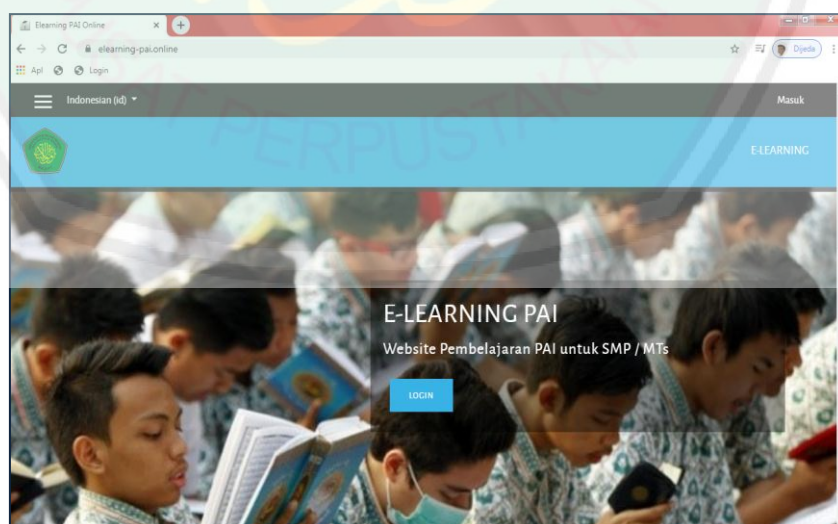 Elearning PAI Online
elearning-pai.online
Dijeda
Apl Login
Indonesian (id) Masuk
PERPUSTAKAAN
E-LEARNING
E-LEARNING PAI
Website Pembelajaran PAI untuk SMP / MTs
LOGIN